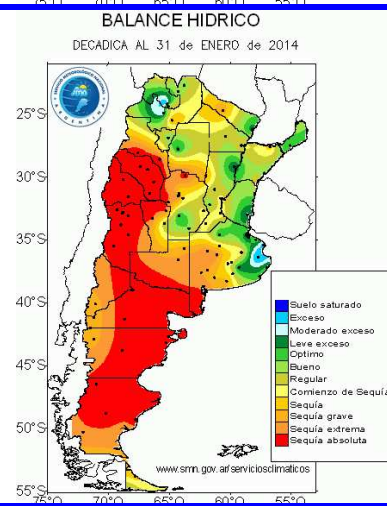 BALANCE HIDRICO
DECADICA AL 31 de ENERO de 2014
25°S
30°S
35°S
40°S
45°S
50°S
55°S
Suelo saturado
Exceso
Moderado exceso
Leve exceso
Optimo
Bueno
Regular
Comienzo de Sequía
Sequía
Sequía grave
Sequía extrema
Sequía absoluta
www.smn.gov.ar/serviciosclimaticos
75°O 70°O 65°O 60°O 55°O